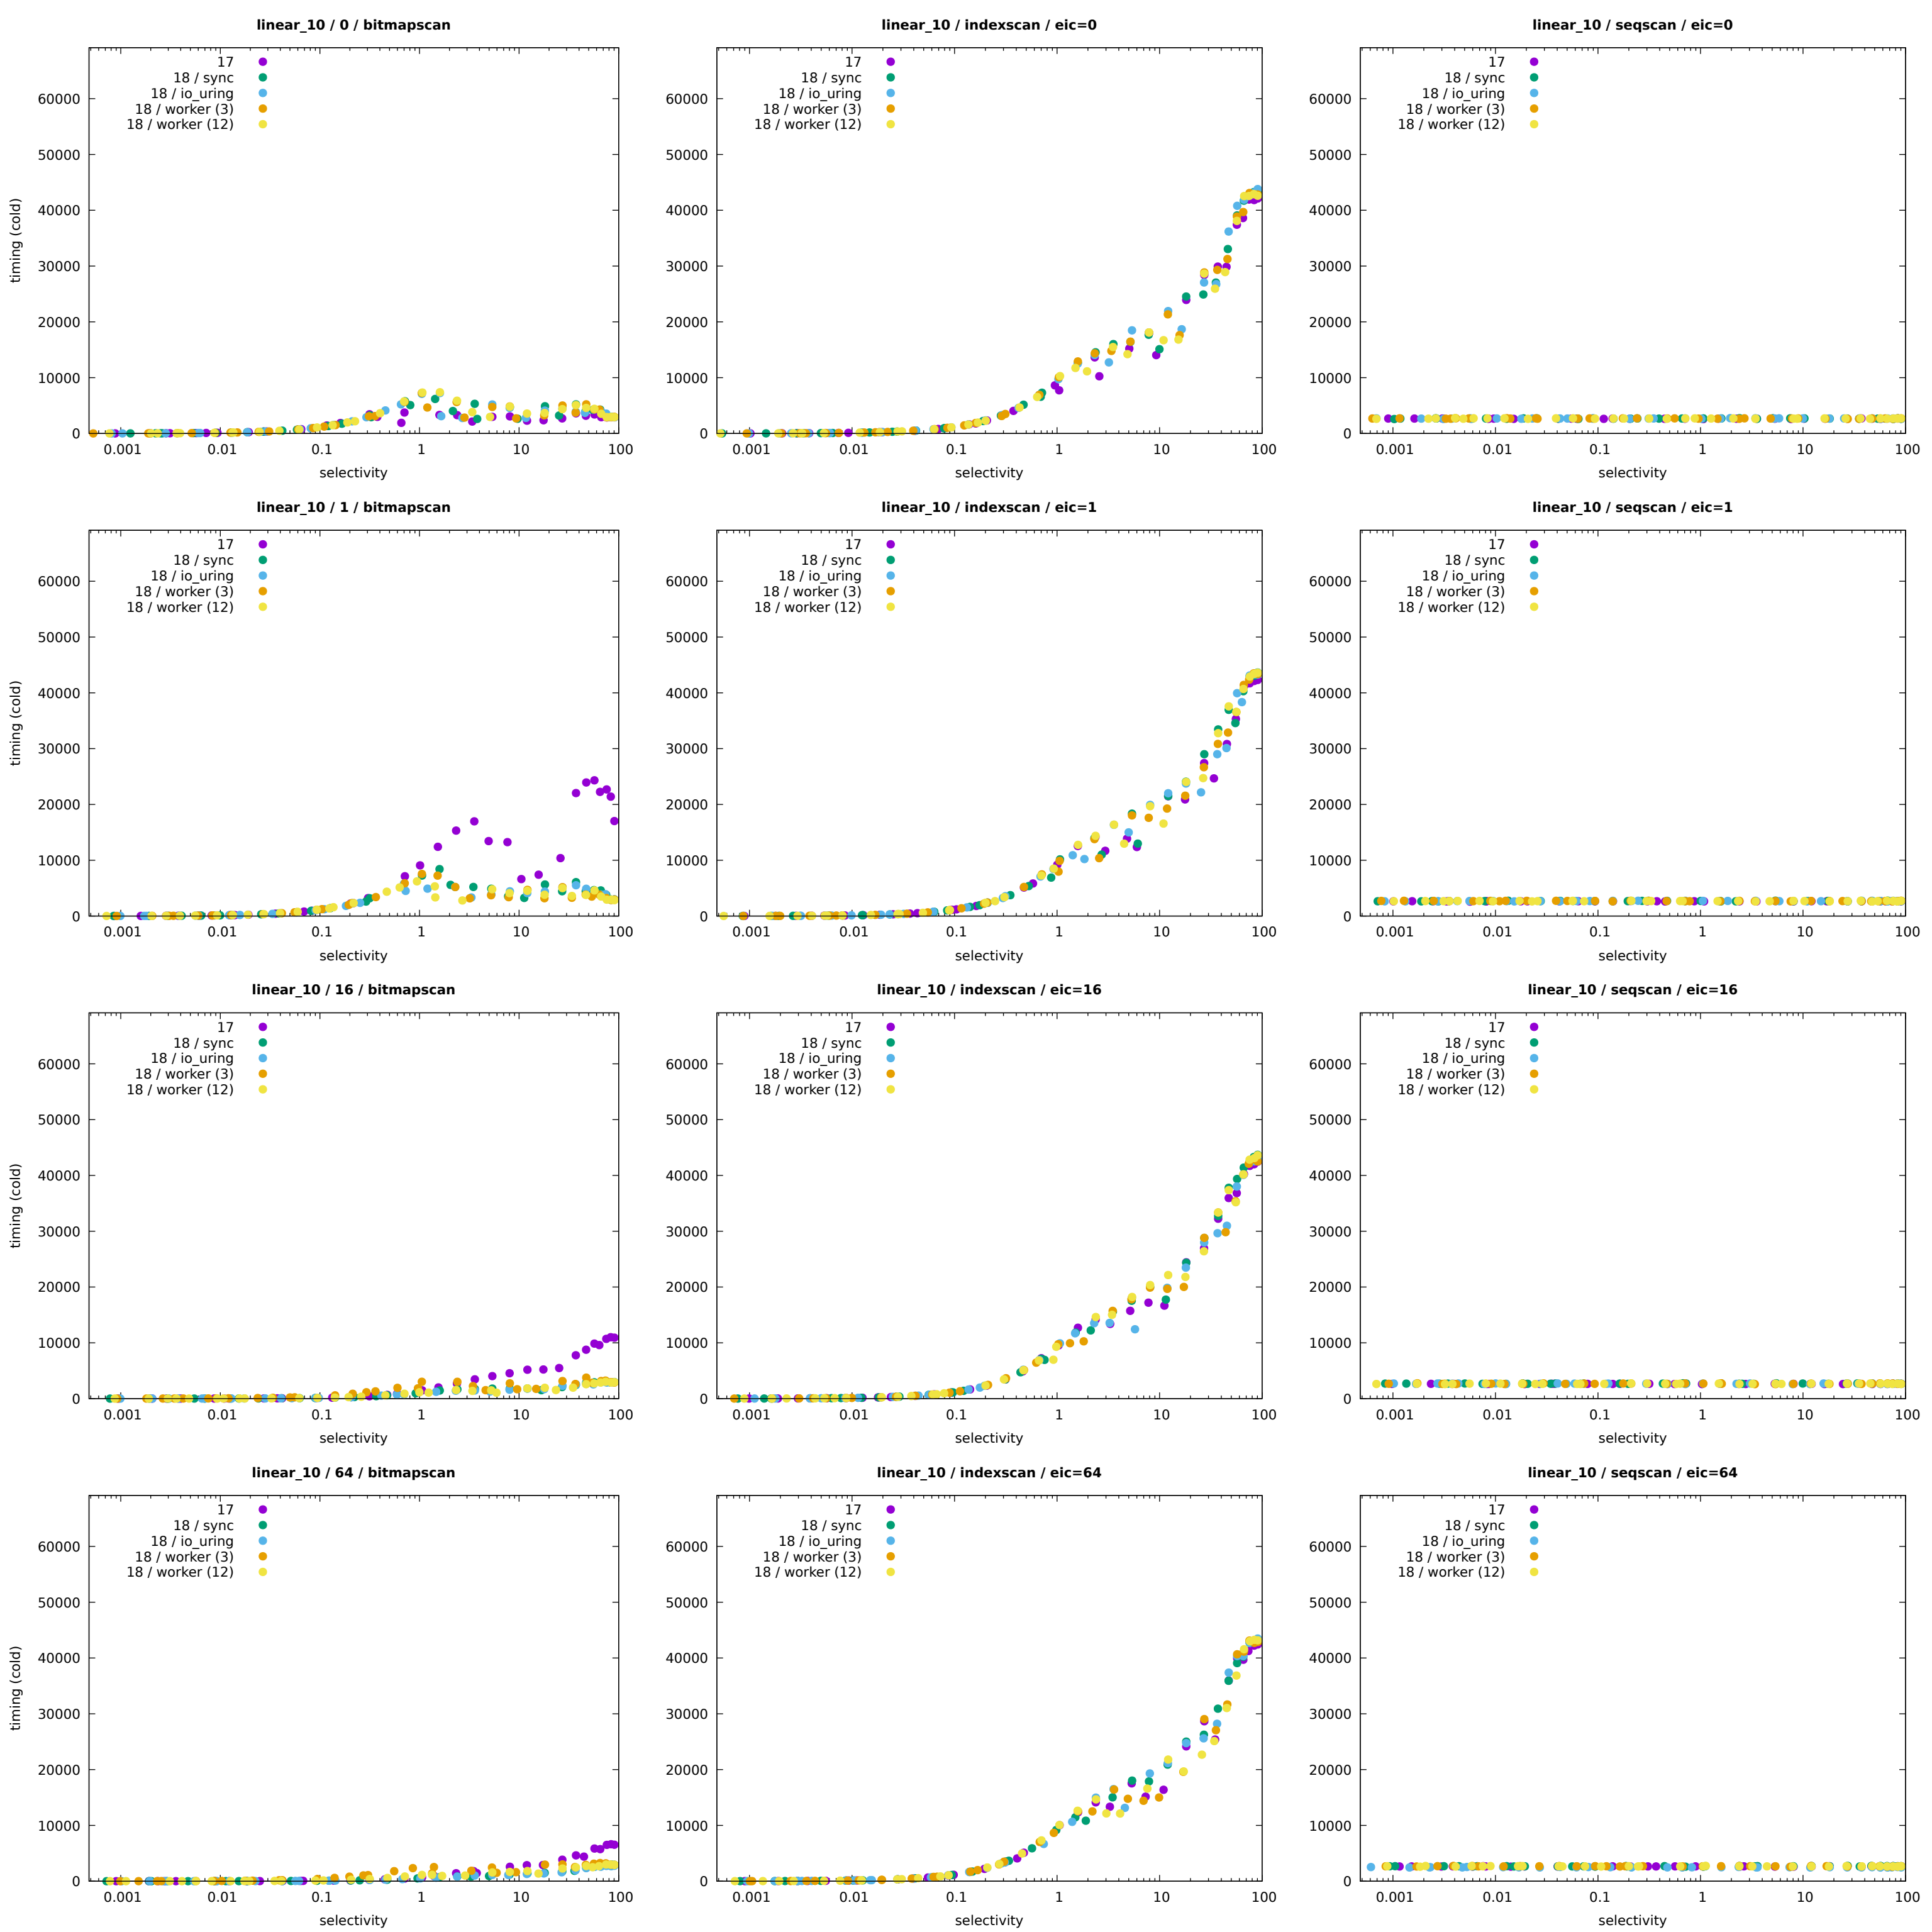 linear_10 / 0 / bitmapscan
17
18 / sync
18 / io_uring
18 / worker (3)
18 / worker (12)
timing (cold)
60000
50000
40000
30000
20000
10000
0
0.001 0.01 0.1 1 10 100
selectivity
linear_10 / indexscan / eic=0
17
18 / sync
18 / io_uring
18 / worker (3)
18 / worker (12)
60000
50000
40000
30000
20000
10000
0
0.001 0.01 0.1 1 10 100
selectivity
linear_10 / seqscan / eic=0
17
18 / sync
18 / io_uring
18 / worker (3)
18 / worker (12)
60000
50000
40000
30000
20000
10000
0
0.001 0.01 0.1 1 10 100
selectivity
linear_10 / 1 / bitmapscan
17
18 / sync
18 / io_uring
18 / worker (3)
18 / worker (12)
timing (cold)
60000
50000
40000
30000
20000
10000
0
0.001 0.01 0.1 1 10 100
selectivity
linear_10 / indexscan / eic=1
17
18 / sync
18 / io_uring
18 / worker (3)
18 / worker (12)
60000
50000
40000
30000
20000
10000
0
0.001 0.01 0.1 1 10 100
selectivity
linear_10 / seqscan / eic=1
17
18 / sync
18 / io_uring
18 / worker (3)
18 / worker (12)
60000
50000
40000
30000
20000
10000
0
0.001 0.01 0.1 1 10 100
selectivity
linear_10 / 16 / bitmapscan
17
18 / sync
18 / io_uring
18 / worker (3)
18 / worker (12)
timing (cold)
60000
50000
40000
30000
20000
10000
0
0.001 0.01 0.1 1 10 100
selectivity
linear_10 / indexscan / eic=16
17
18 / sync
18 / io_uring
18 / worker (3)
18 / worker (12)
60000
50000
40000
30000
20000
10000
0
0.001 0.01 0.1 1 10 100
selectivity
linear_10 / seqscan / eic=16
17
18 / sync
18 / io_uring
18 / worker (3)
18 / worker (12)
60000
50000
40000
30000
20000
10000
0
0.001 0.01 0.1 1 10 100
selectivity
linear_10 / 64 / bitmapscan
17
18 / sync
18 / io_uring
18 / worker (3)
18 / worker (12)
timing (cold)
60000
50000
40000
30000
20000
10000
0
0.001 0.01 0.1 1 10 100
selectivity
linear_10 / indexscan / eic=64
17
18 / sync
18 / io_uring
18 / worker (3)
18 / worker (12)
60000
50000
40000
30000
20000
10000
0
0.001 0.01 0.1 1 10 100
selectivity
linear_10 / seqscan / eic=64
17
18 / sync
18 / io_uring
18 / worker (3)
18 / worker (12)
60000
50000
40000
30000
20000
10000
0
0.001 0.01 0.1 1 10 100
selectivity